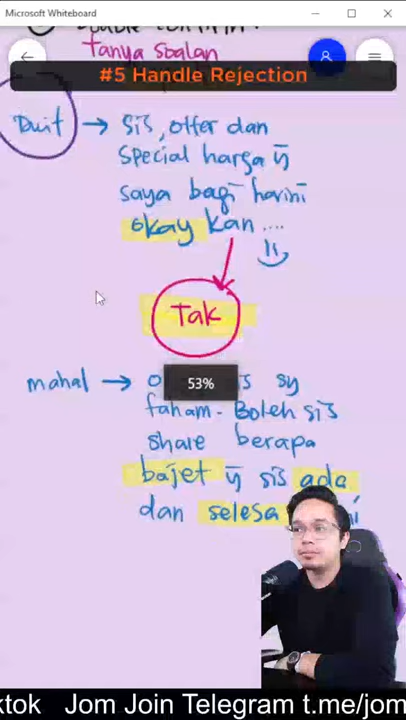 Microsoft Whiteboard
tanya soalan
#5 Handle Rejection
Duit → sis, offer dan
special harga yg
saya bagi harini
okay kan ....
Tak
mahal → sy
53%
faham. Boleh sis
share berapa
bajet yg sis ada
dan selesa
ktok Jom Join Telegram t.me/jom